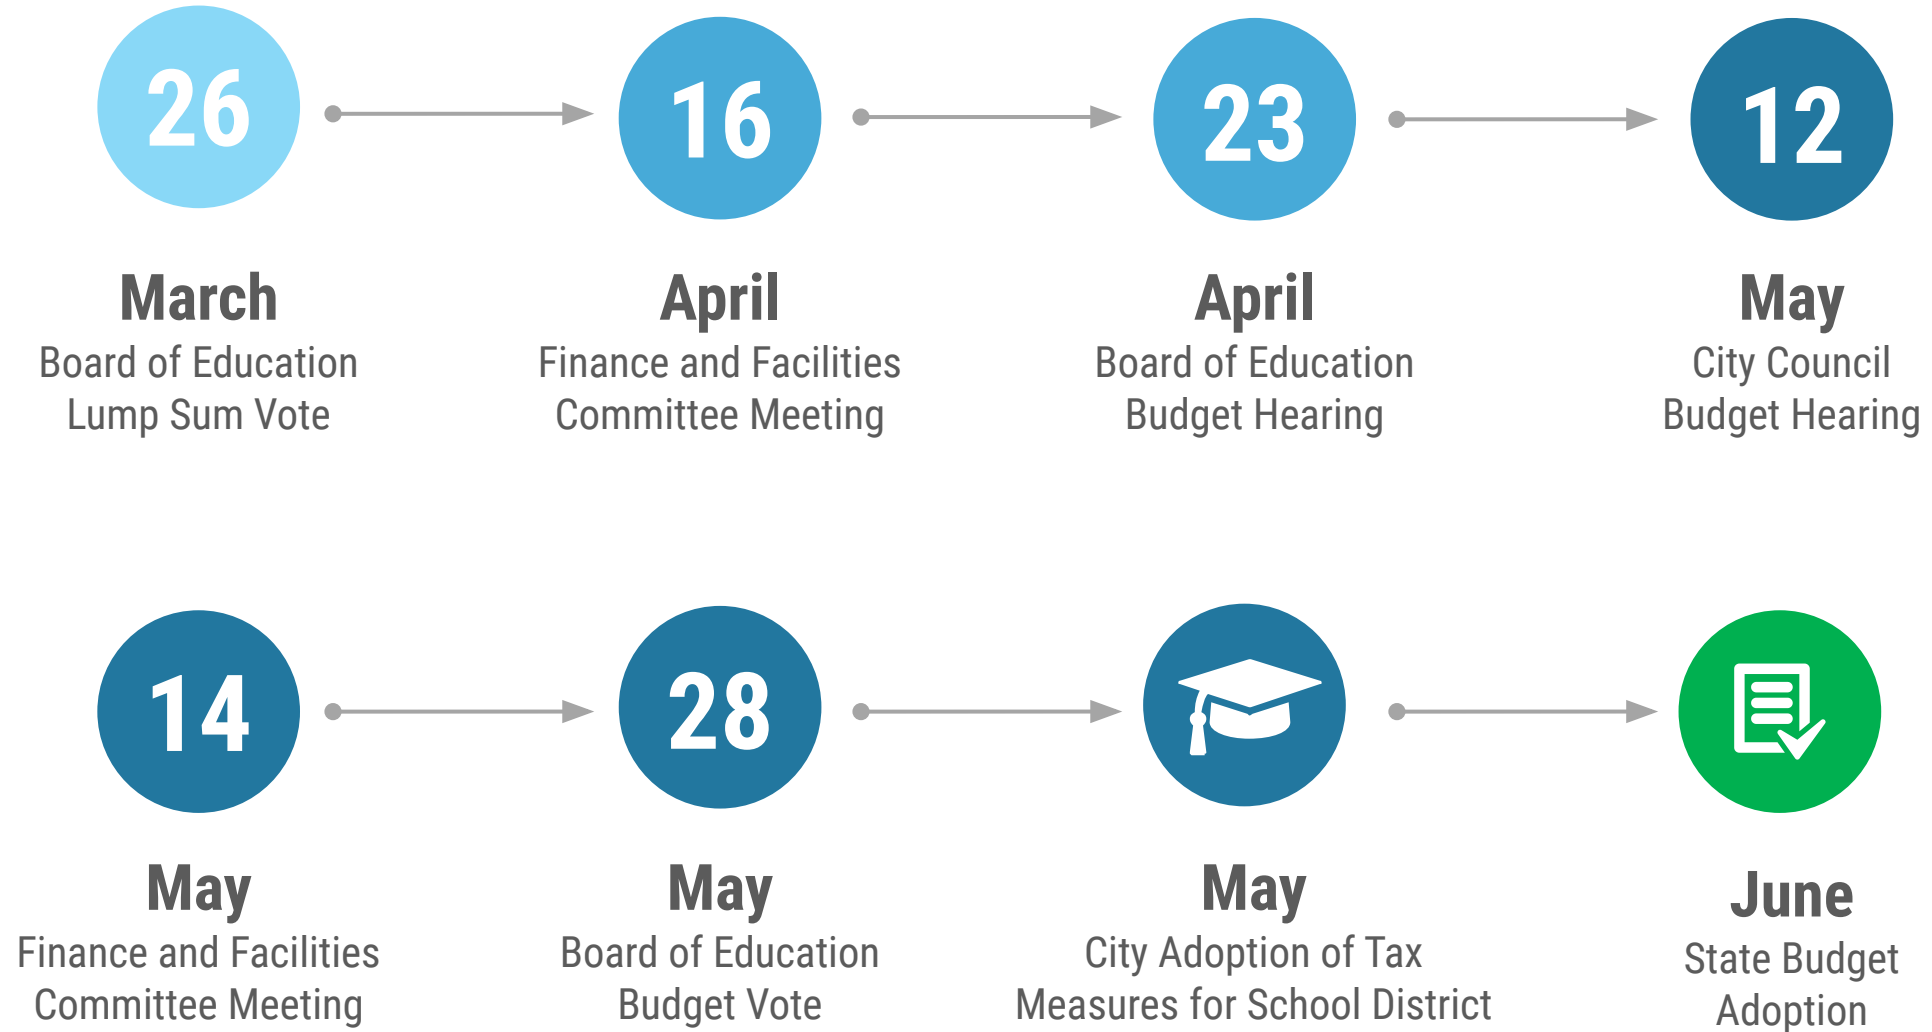 26
March
Board of Education
Lump Sum Vote
16
April
Finance and Facilities
Committee Meeting
23
April
Board of Education
Budget Hearing
12
May
City Council
Budget Hearing
14
May
Finance and Facilities
Committee Meeting
28
May
Board of Education
Budget Vote
May
City Adoption of Tax
Measures for School District
June
State Budget
Adoption